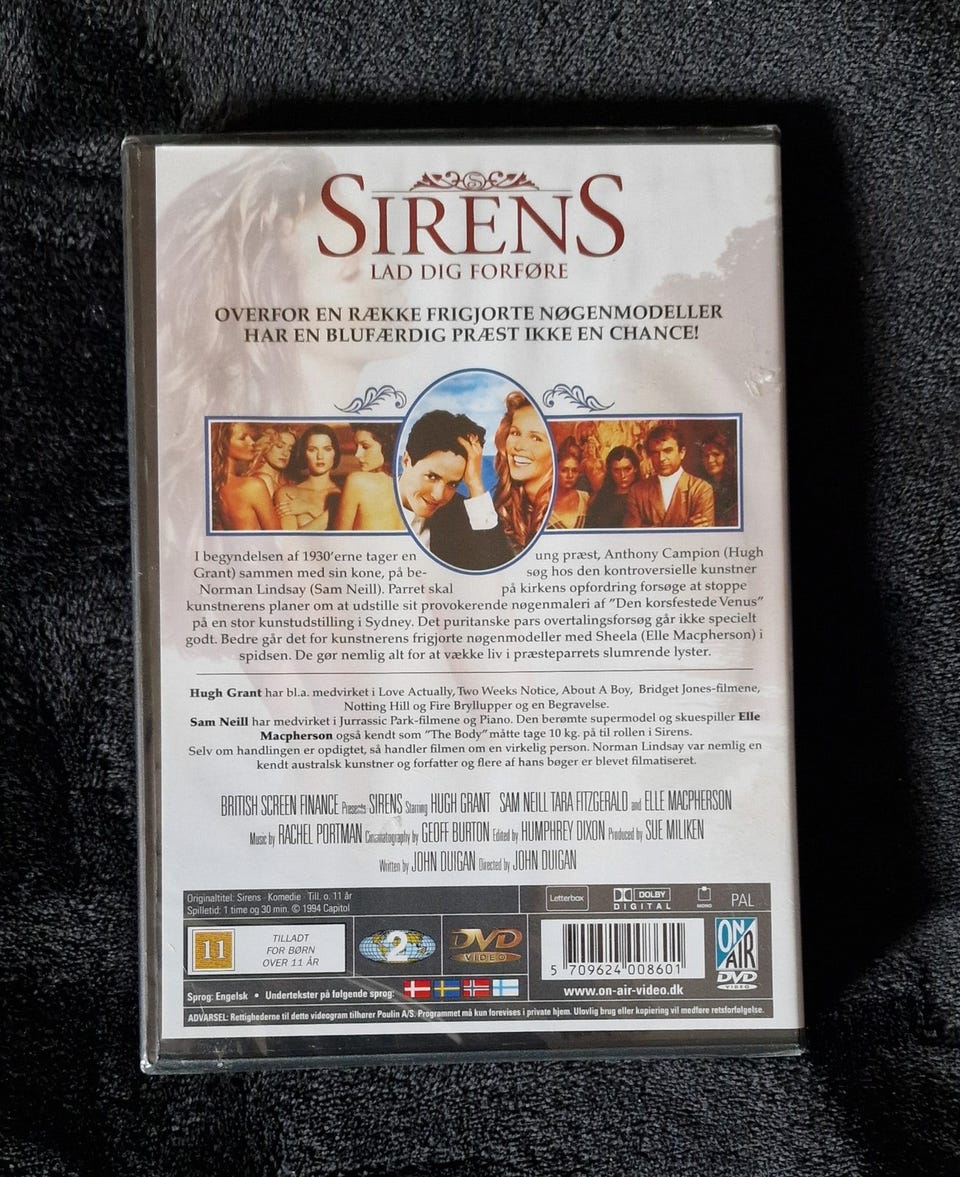 SIRENS
LAD DIG FORFØRE
OVERFOR EN RÆKKE FRIGJORTE NØGENMODELLER
HAR EN BLUFÆRDIG PRÆST IKKE EN CHANCE!
I begyndelsen af 1930'erne tager en ung præst, Anthony Campion (Hugh
Grant) sammen med sin kone, på be- søg hos den kontroversielle kunstner
Norman Lindsay (Sam Neill). Parret skal på kirkens opfordring forsøge at stoppe
kunstnerens planer om at udstille sit provokerende nøgenmaleri af "Den korsfestede Venus"
på en stor kunstudstilling i Sydney. Det puritanske pars overtalingsforsøg går ikke specielt
godt. Bedre går det for kunstnerens frigjorte nøgenmodeller med Sheela (Elle Macpherson) i
spidsen. De gør nemlig alt for at vække liv i præsteparrets slumrende lyster.
Hugh Grant har bl.a. medvirket i Love Actually, Two Weeks Notice, About A Boy, Bridget Jones-filmene,
Notting Hill og Fire Bryllupper og en Begravelse.
Sam Neill har medvirket i Jurrassic Park-filmene og Piano. Den berømte supermodel og skuespiller Elle
Macpherson også kendt som "The Body" måtte tage 10 kg. på til rollen i Sirens.
Selv om handlingen er opdigtet, så handler filmen om en virkelig person. Norman Lindsay var nemlig en
kendt australsk kunstner og forfatter og flere af hans bøger er blevet filmatiseret.
BRITISH SCREEN FINANCE Presents SIRENS Starring HUGH GRANT SAM NEILL TARA FITZGERALD and ELLE MACPHERSON
Music by RACHEL PORTMAN Cinamatography by GEOFF BURTON Edited by HUMPHREY DIXON Produced by SUE MILIKEN
Written by JOHN DUIGAN Directed by JOHN DUIGAN
Originaltitel: Sirens · Komedie · Till. o. 11 år
Spilletid: 1 time og 30 min. © 1994 Capitol
Letterbox
DOLBY
DIGITAL
MONO
PAL
11
TILLADT
FOR BØRN
OVER 11 ÅR
2
DVD
VIDEO
5 709624 008601
www.on-air-video.dk
ON
AIR
DVD
VIDEO
Sprog: Engelsk • Undertekster på følgende sprog:
ADVARSEL: Rettighederne til dette videogram tilhører Poulin A/S. Programmet må kun forevises i private hjem. Ulovlig brug eller kopiering vil medføre retsforfølgelse.